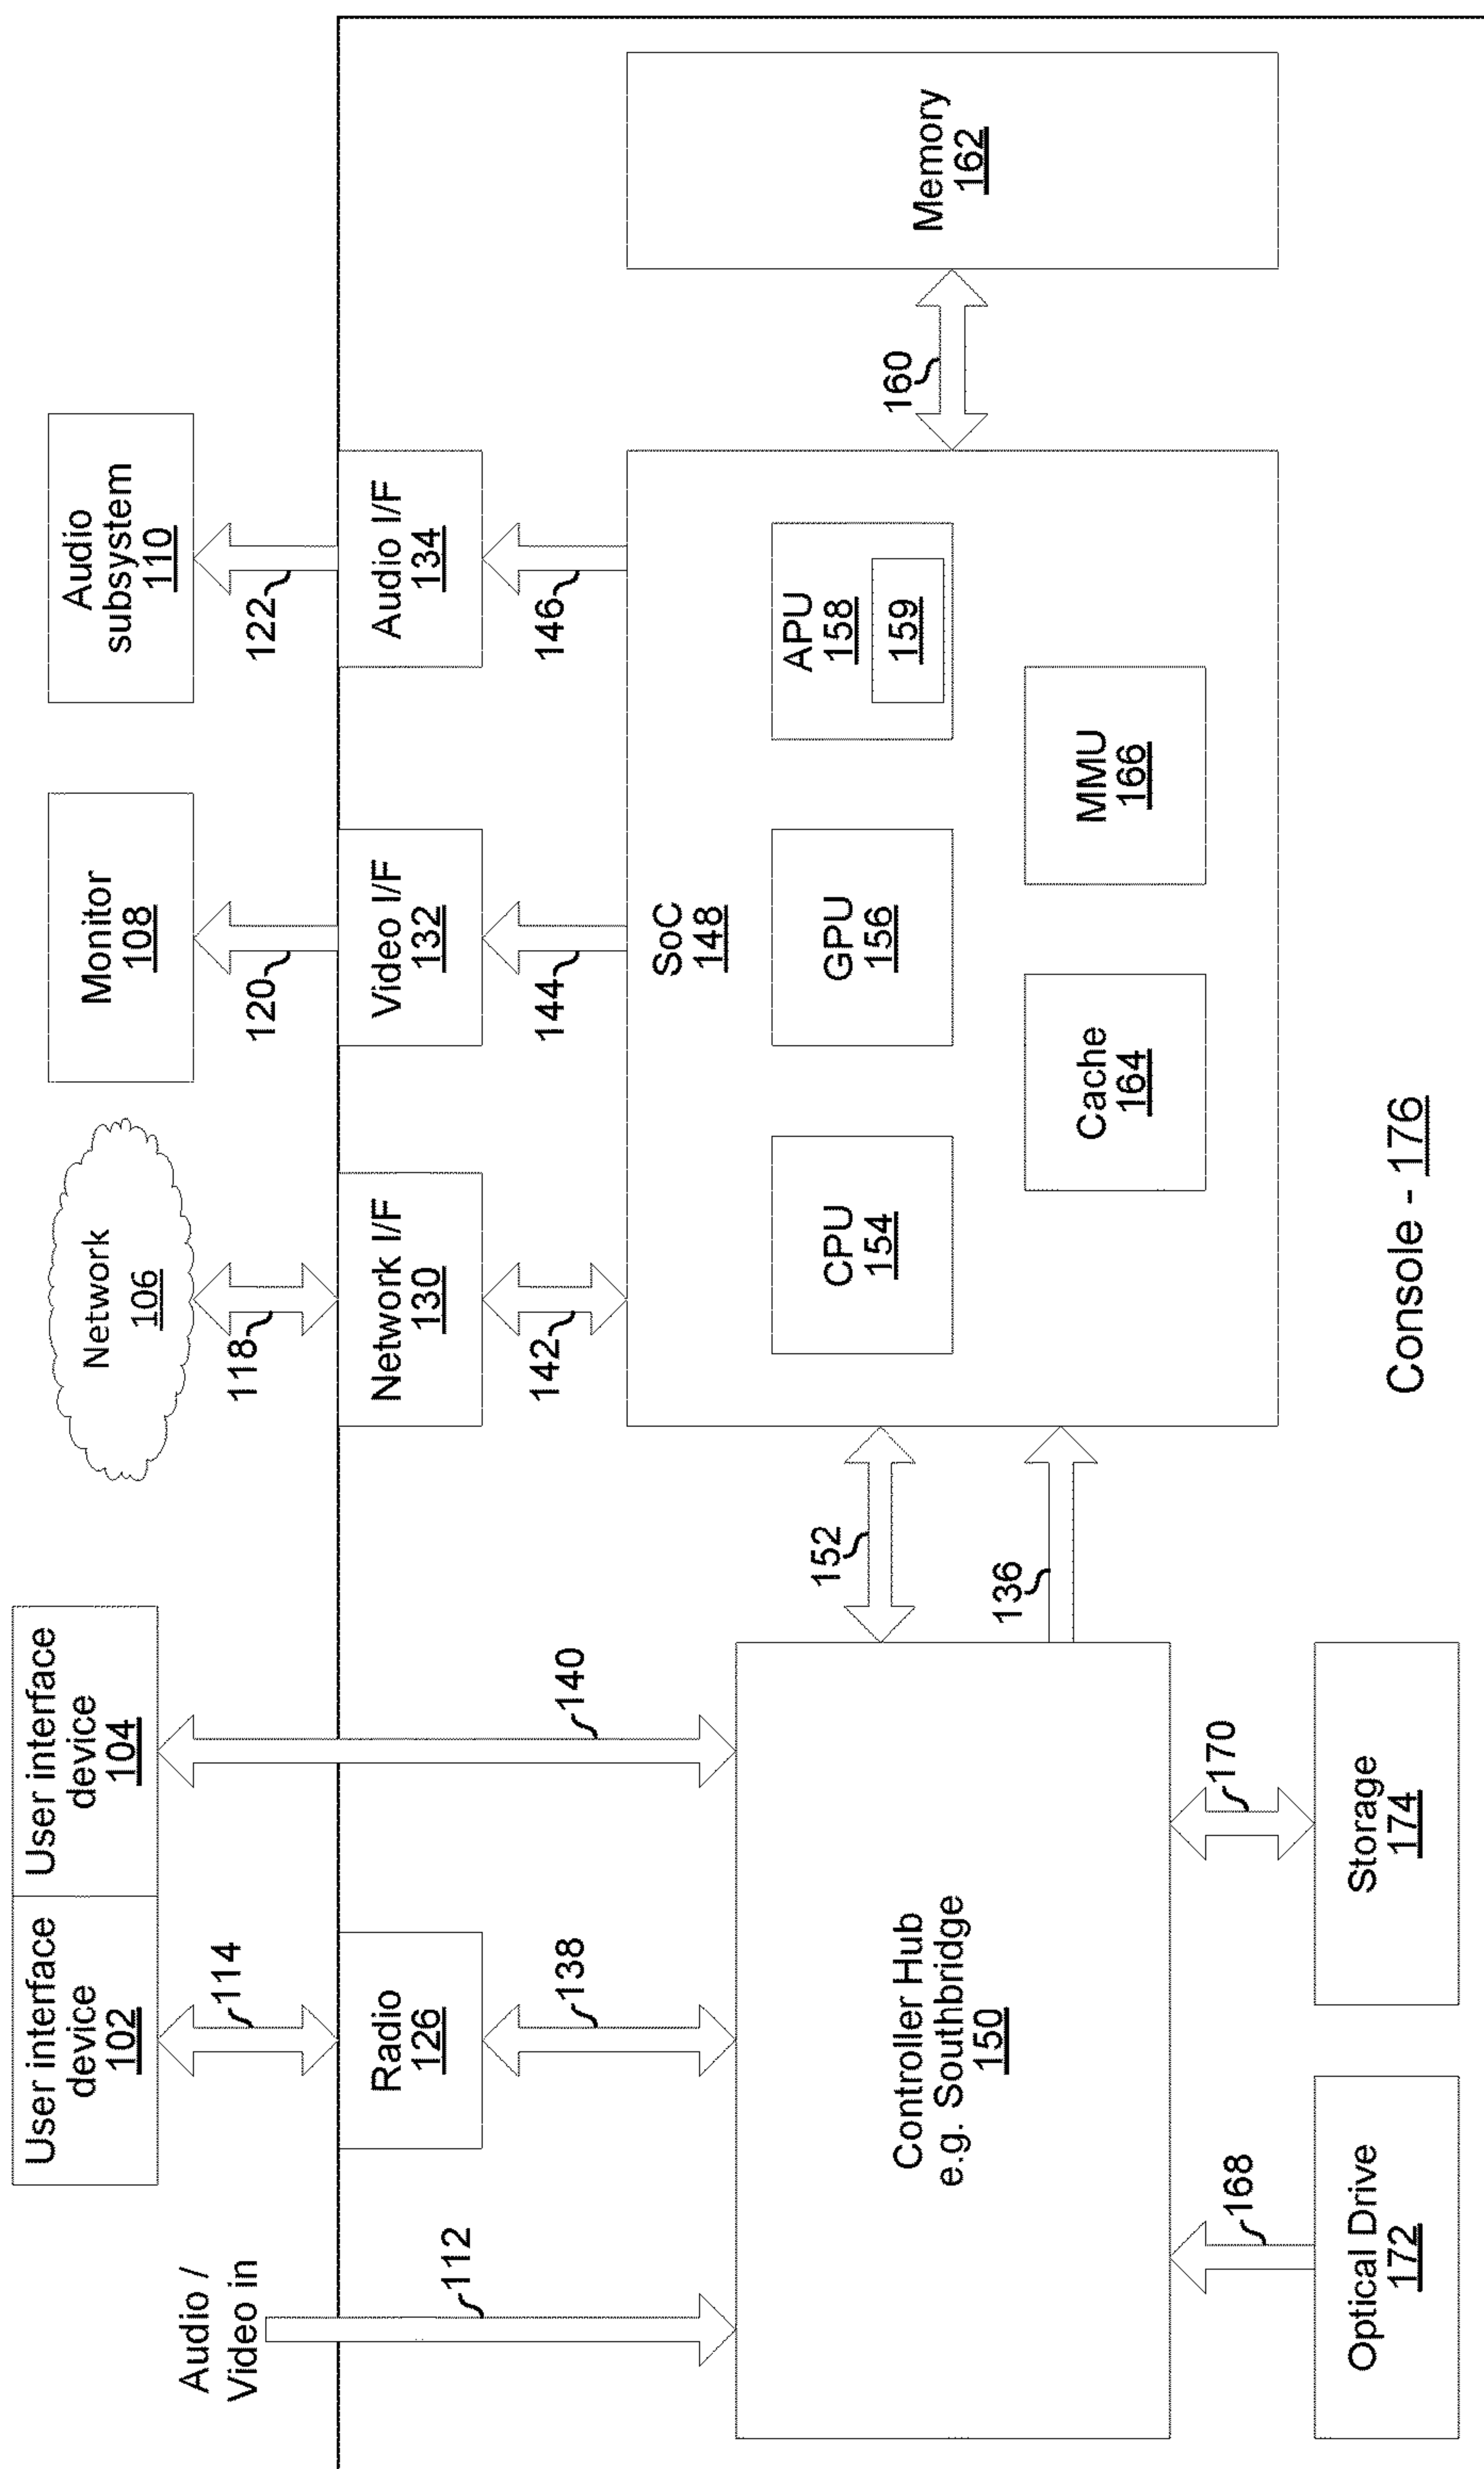 Audio /
Video in
112
User interface
device
102
114
Radio
126
138
User interface
device
104
140
Network
106
118
Network I/F
130
142
Monitor
108
120
Video I/F
132
144
Audio
subsystem
110
122
Audio I/F
134
146
Controller Hub
e.g. Southbridge
150
152
136
SoC
148
CPU
154
GPU
156
APU
158
159
Cache
164
MMU
166
160
Memory
162
168
Optical Drive
172
170
Storage
174
Console - 176